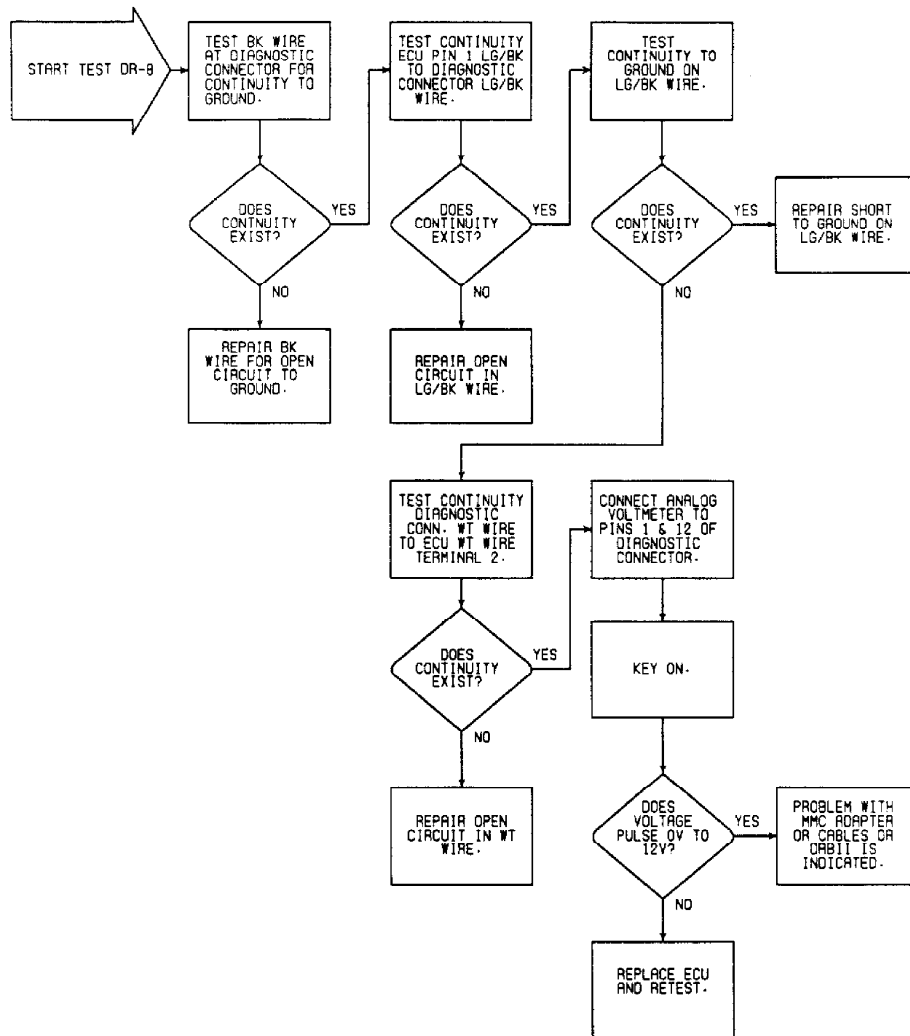 START TEST DR-8
TEST BK WIRE
AT DIAGNOSTIC
CONNECTOR FOR
CONTINUITY TO
GROUND.
TEST CONTINUITY
ECU PIN 1 LG/BK
TO DIAGNOSTIC
CONNECTOR LG/BK
WIRE.
TEST
CONTINUITY TO
GROUND ON
LG/BK WIRE.
DOES
CONTNUITY
EXIST?
YES
NO
DOES
CONTINUITY
EXIST?
YES
NO
DOES
CONTINUITY
EXIST?
YES
NO
REPAIR SHORT
TO GROUND ON
LG/BK WIRE.
REPAIR BK
WIRE FOR OPEN
CIRCUIT TO
GROUND.
REPAIR OPEN
CIRCUIT IN
LG/BK WIRE.
TEST CONTINUITY
DIAGNOSTIC
CONN. WT WIRE
TO ECU WT WIRE
TERMINAL 2.
CONNECT ANALOG
VOLTMETER TO
PINS 1 & 12 OF
DIAGNOSTIC
CONNECTOR.
DOES
CONTINUITY
EXIST?
YES
NO
KEY ON.
REPAIR OPEN
CIRCUIT IN WT
WIRE.
DOES
VOLTAGE
PULSE 0V TO
12V?
YES
NO
PROBLEM WITH
MMC ADAPTER
OR CABLES OR
DRBII IS
INDICATED.
REPLACE ECU
AND RETEST.